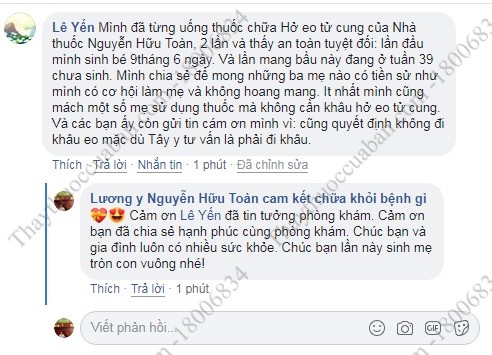 Lê Yến Mình đã từng uống thuốc chữa Hở eo tử cung của Nhà
thuốc Nguyễn Hữu Toàn, 2 lần và thấy an toàn tuyệt đối: lần đầu
mình sinh bé 9tháng 6 ngày. Và lần mang bầu này đang ở tuần 39
chưa sinh. Mình chia sẻ để mong những ba mẹ nào có tiền sử như
mình có cơ hội làm mẹ và không hoang mang. It nhất mình cũng
mách một số mẹ sử dụng thuốc mà không cần khâu hở eo tử cung.
Và các bạn ấy còn gửi tin cám ơn mình vì: cũng quyết định không đi
khâu eo mặc dù Tây y tư vấn là phải đi khâu.
Thích · Trả lời · Nhắn tin · 1 phút · Đã chỉnh sửa
Lương y Nguyễn Hữu Toàn cam kết chữa khỏi bệnh gi
Cảm ơn Lê Yến đã tin tưởng phòng khám. Cảm ơn
bạn đã chia sẻ hạnh phúc cùng phòng khám. Chúc bạn và
gia đình luôn có nhiều sức khỏe. Chúc bạn lần này sinh mẹ
tròn con vuông nhé!
Thích · Trả lời · 1 phút
Viết phản hồi...
GIF
Thaythuoccuaban.com -18006834